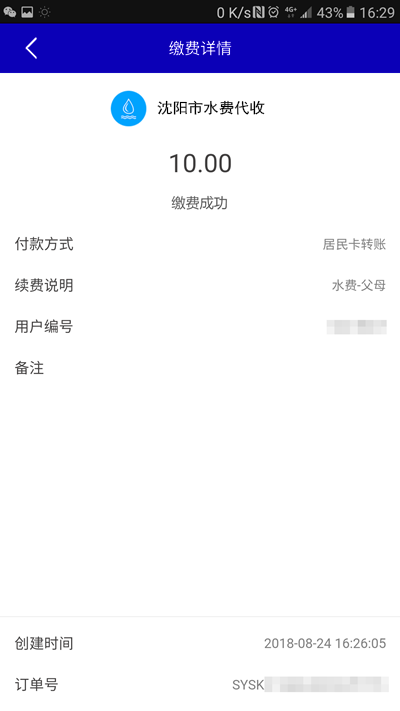 0 K/s 4G+ 43% 16:29
缴费详情
沈阳市水费代收
10.00
缴费成功
付款方式 居民卡转账
续费说明 水费-父母
用户编号
备注
创建时间 2018-08-24 16:26:05
订单号 SYSK